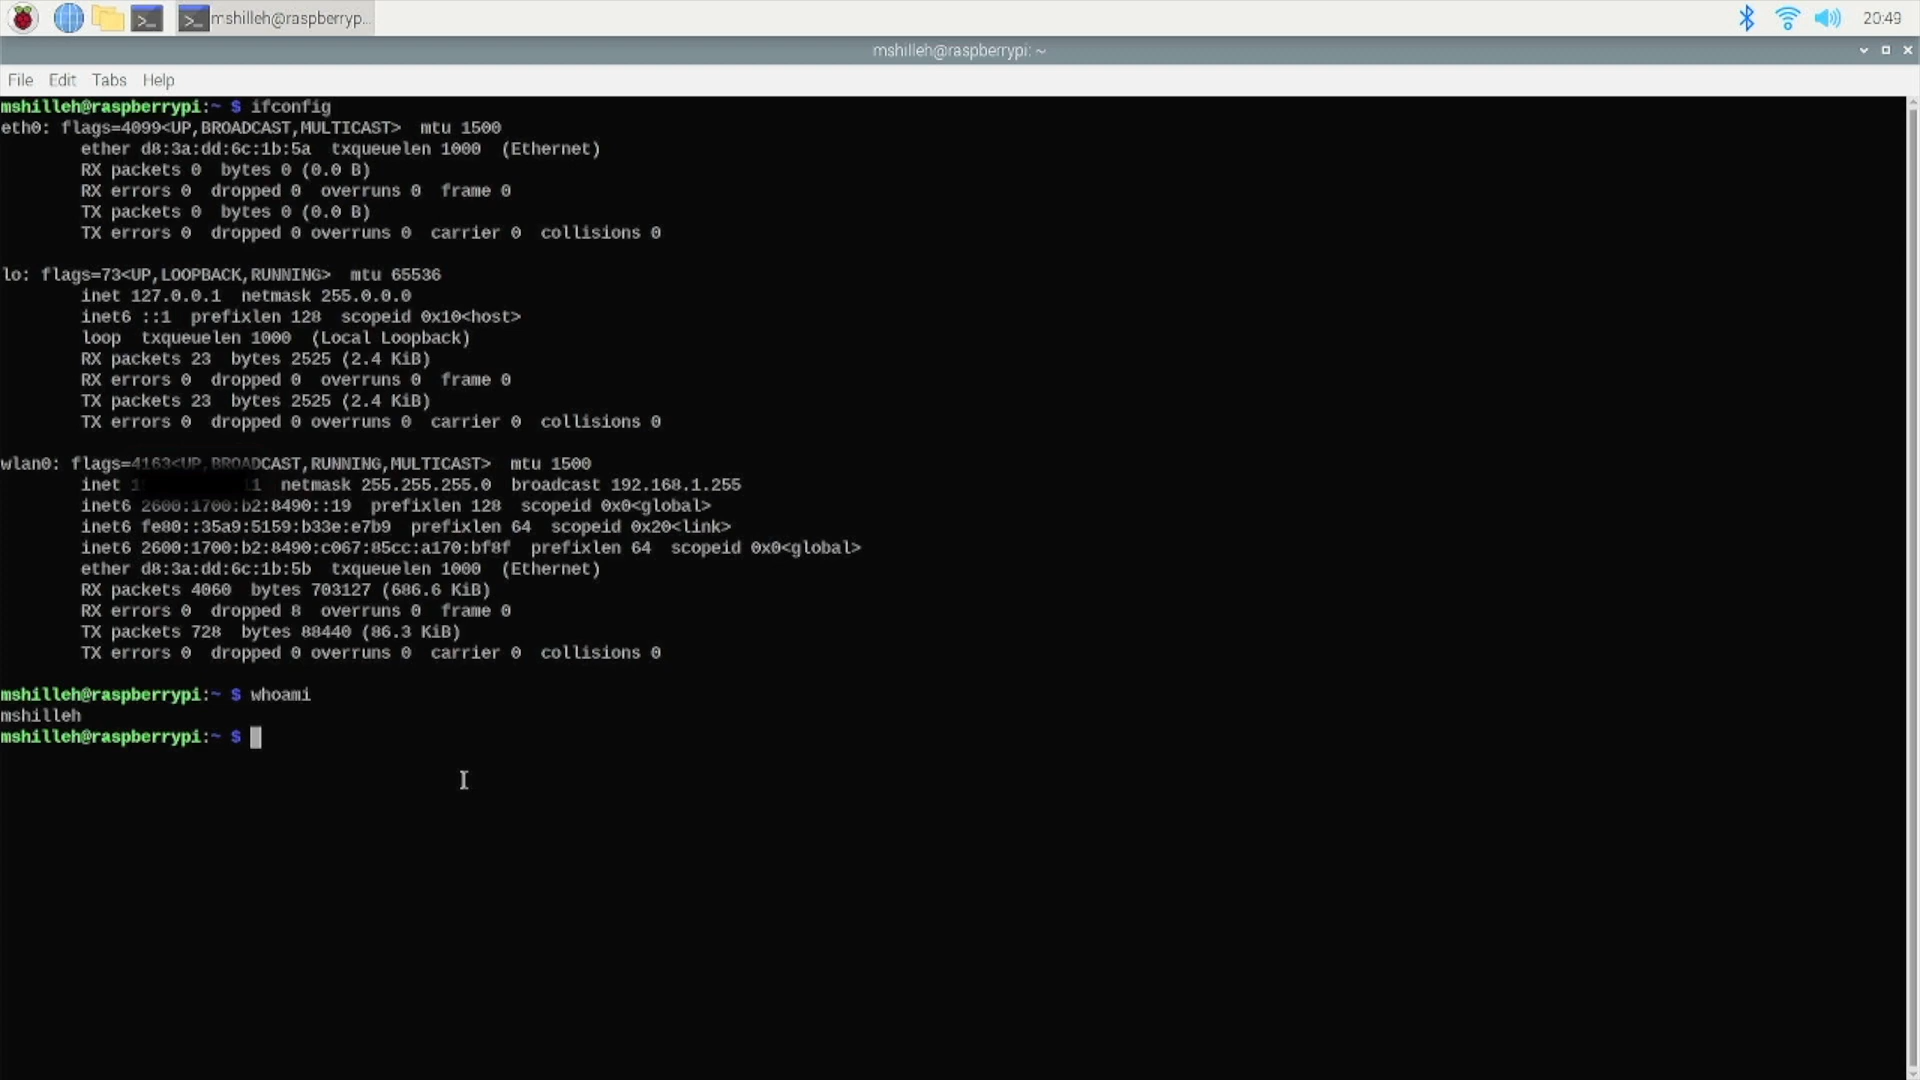 mshilleh@raspberryp...
20:49
mshilleh@raspberrypi: ~
File Edit Tabs Help
mshilleh@raspberrypi:~ $ ifconfig
eth0: flags=4099<UP,BROADCAST,MULTICAST>  mtu 1500
        ether d8:3a:dd:6c:1b:5a  txqueuelen 1000  (Ethernet)
        RX packets 0  bytes 0 (0.0 B)
        RX errors 0  dropped 0  overruns 0  frame 0
        TX packets 0  bytes 0 (0.0 B)
        TX errors 0  dropped 0 overruns 0  carrier 0  collisions 0
lo: flags=73<UP,LOOPBACK,RUNNING>  mtu 65536
        inet 127.0.0.1  netmask 255.0.0.0
        inet6 ::1  prefixlen 128  scopeid 0x10<host>
        loop  txqueuelen 1000  (Local Loopback)
        RX packets 23  bytes 2525 (2.4 KiB)
        RX errors 0  dropped 0  overruns 0  frame 0
        TX packets 23  bytes 2525 (2.4 KiB)
        TX errors 0  dropped 0 overruns 0  carrier 0  collisions 0
wlan0: flags=4163<UP,BROADCAST,RUNNING,MULTICAST>  mtu 1500
        inet netmask 255.255.255.0  broadcast 192.168.1.255
        inet6 2600:1700:b2:8490::19  prefixlen 128  scopeid 0x0<global>
        inet6 fe80::35a9:5159:b33e:e7b9  prefixlen 64  scopeid 0x20<link>
        inet6 2600:1700:b2:8490:c067:85cc:a170:bf8f  prefixlen 64  scopeid 0x0<global>
        ether d8:3a:dd:6c:1b:5b  txqueuelen 1000  (Ethernet)
        RX packets 4060  bytes 703127 (686.6 KiB)
        RX errors 0  dropped 8  overruns 0  frame 0
        TX packets 728  bytes 88440 (86.3 KiB)
        TX errors 0  dropped 0 overruns 0  carrier 0  collisions 0
mshilleh@raspberrypi:~ $ whoami
mshilleh
mshilleh@raspberrypi:~ $